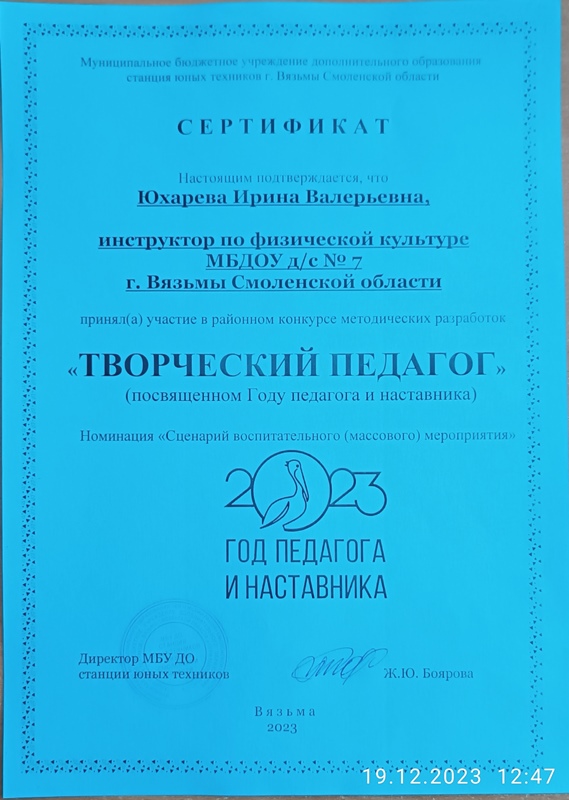 Муниципальное бюджетное учреждение дополнительного образования
станция юных техников г. Вязьмы Смоленской области
СЕРТИФИКАТ
Настоящим подтверждается, что
Юхарева Ирина Валерьевна,
инструктор по физической культуре
МБДОУ д/с № 7
г. Вязьмы Смоленской области
принял(а) участие в районном конкурсе методических разработок
«ТВОРЧЕСКИЙ ПЕДАГОГ»
(посвященном Году педагога и наставника)
Номинация «Сценарий воспитательного (массового) мероприятия»
2023
ГОД ПЕДАГОГА
И НАСТАВНИКА
Директор МБУ ДО
станции юных техников
Ж.Ю. Боярова
Вязьма
2023
19.12.2023 12:47